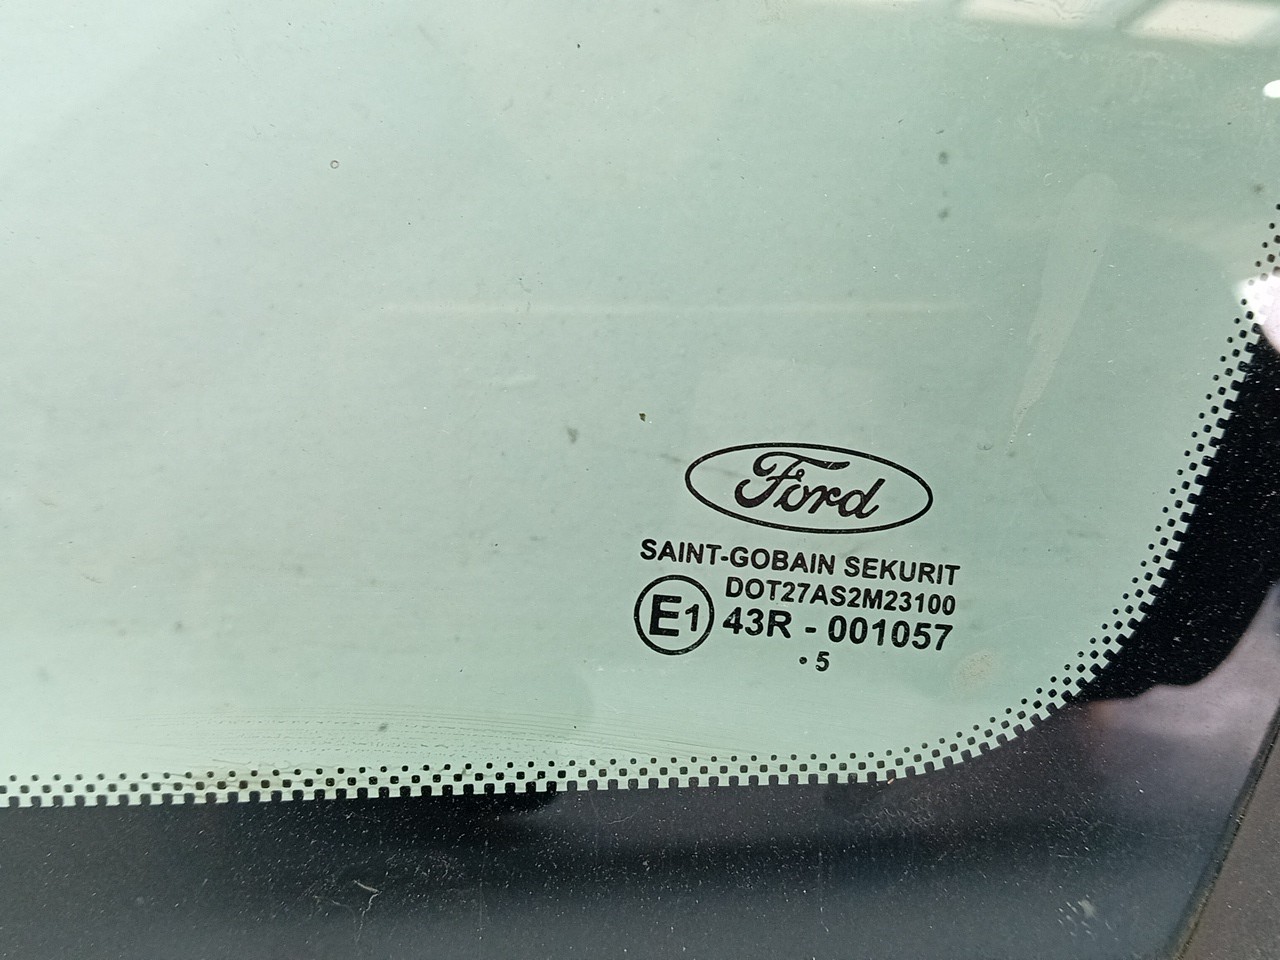 Ford
SAINT-GOBAIN SEKURIT
DOT27AS2M23100
E1 43R - 001057
• 5